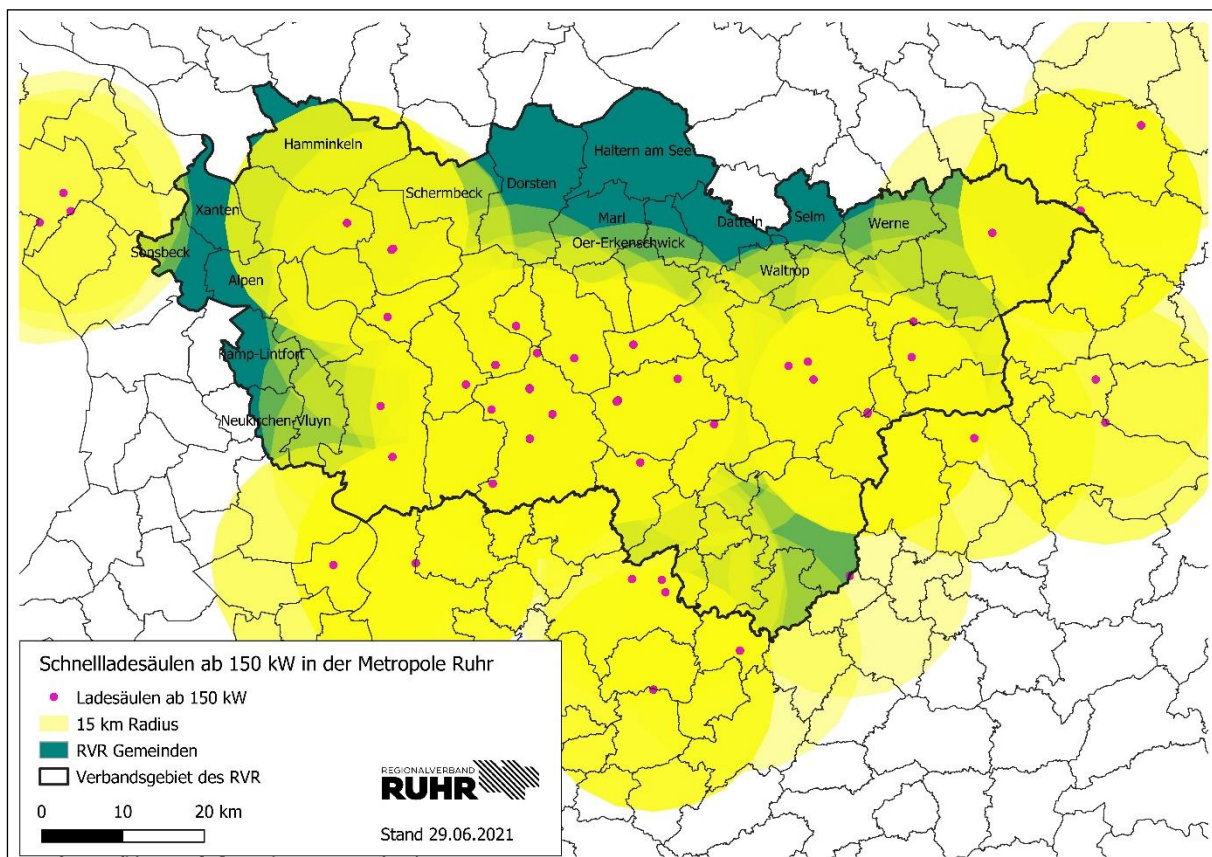 Hamminkeln
Haltern am See
Schermbeck
Dorsten
Xanten
Marl
Datteln
Selm
Werne
Oer-Erkenschwick
Sonsbeck
Waltrop
Alpen
Kamp-Lintfort
Neukirchen-Vluyn
Schnellladesäulen ab 150 kW in der Metropole Ruhr
Ladesäulen ab 150 kW
15 km Radius
RVR Gemeinden
Verbandsgebiet des RVR
0 10 20 km
REGIONALVERBAND
RUHR
Stand 29.06.2021